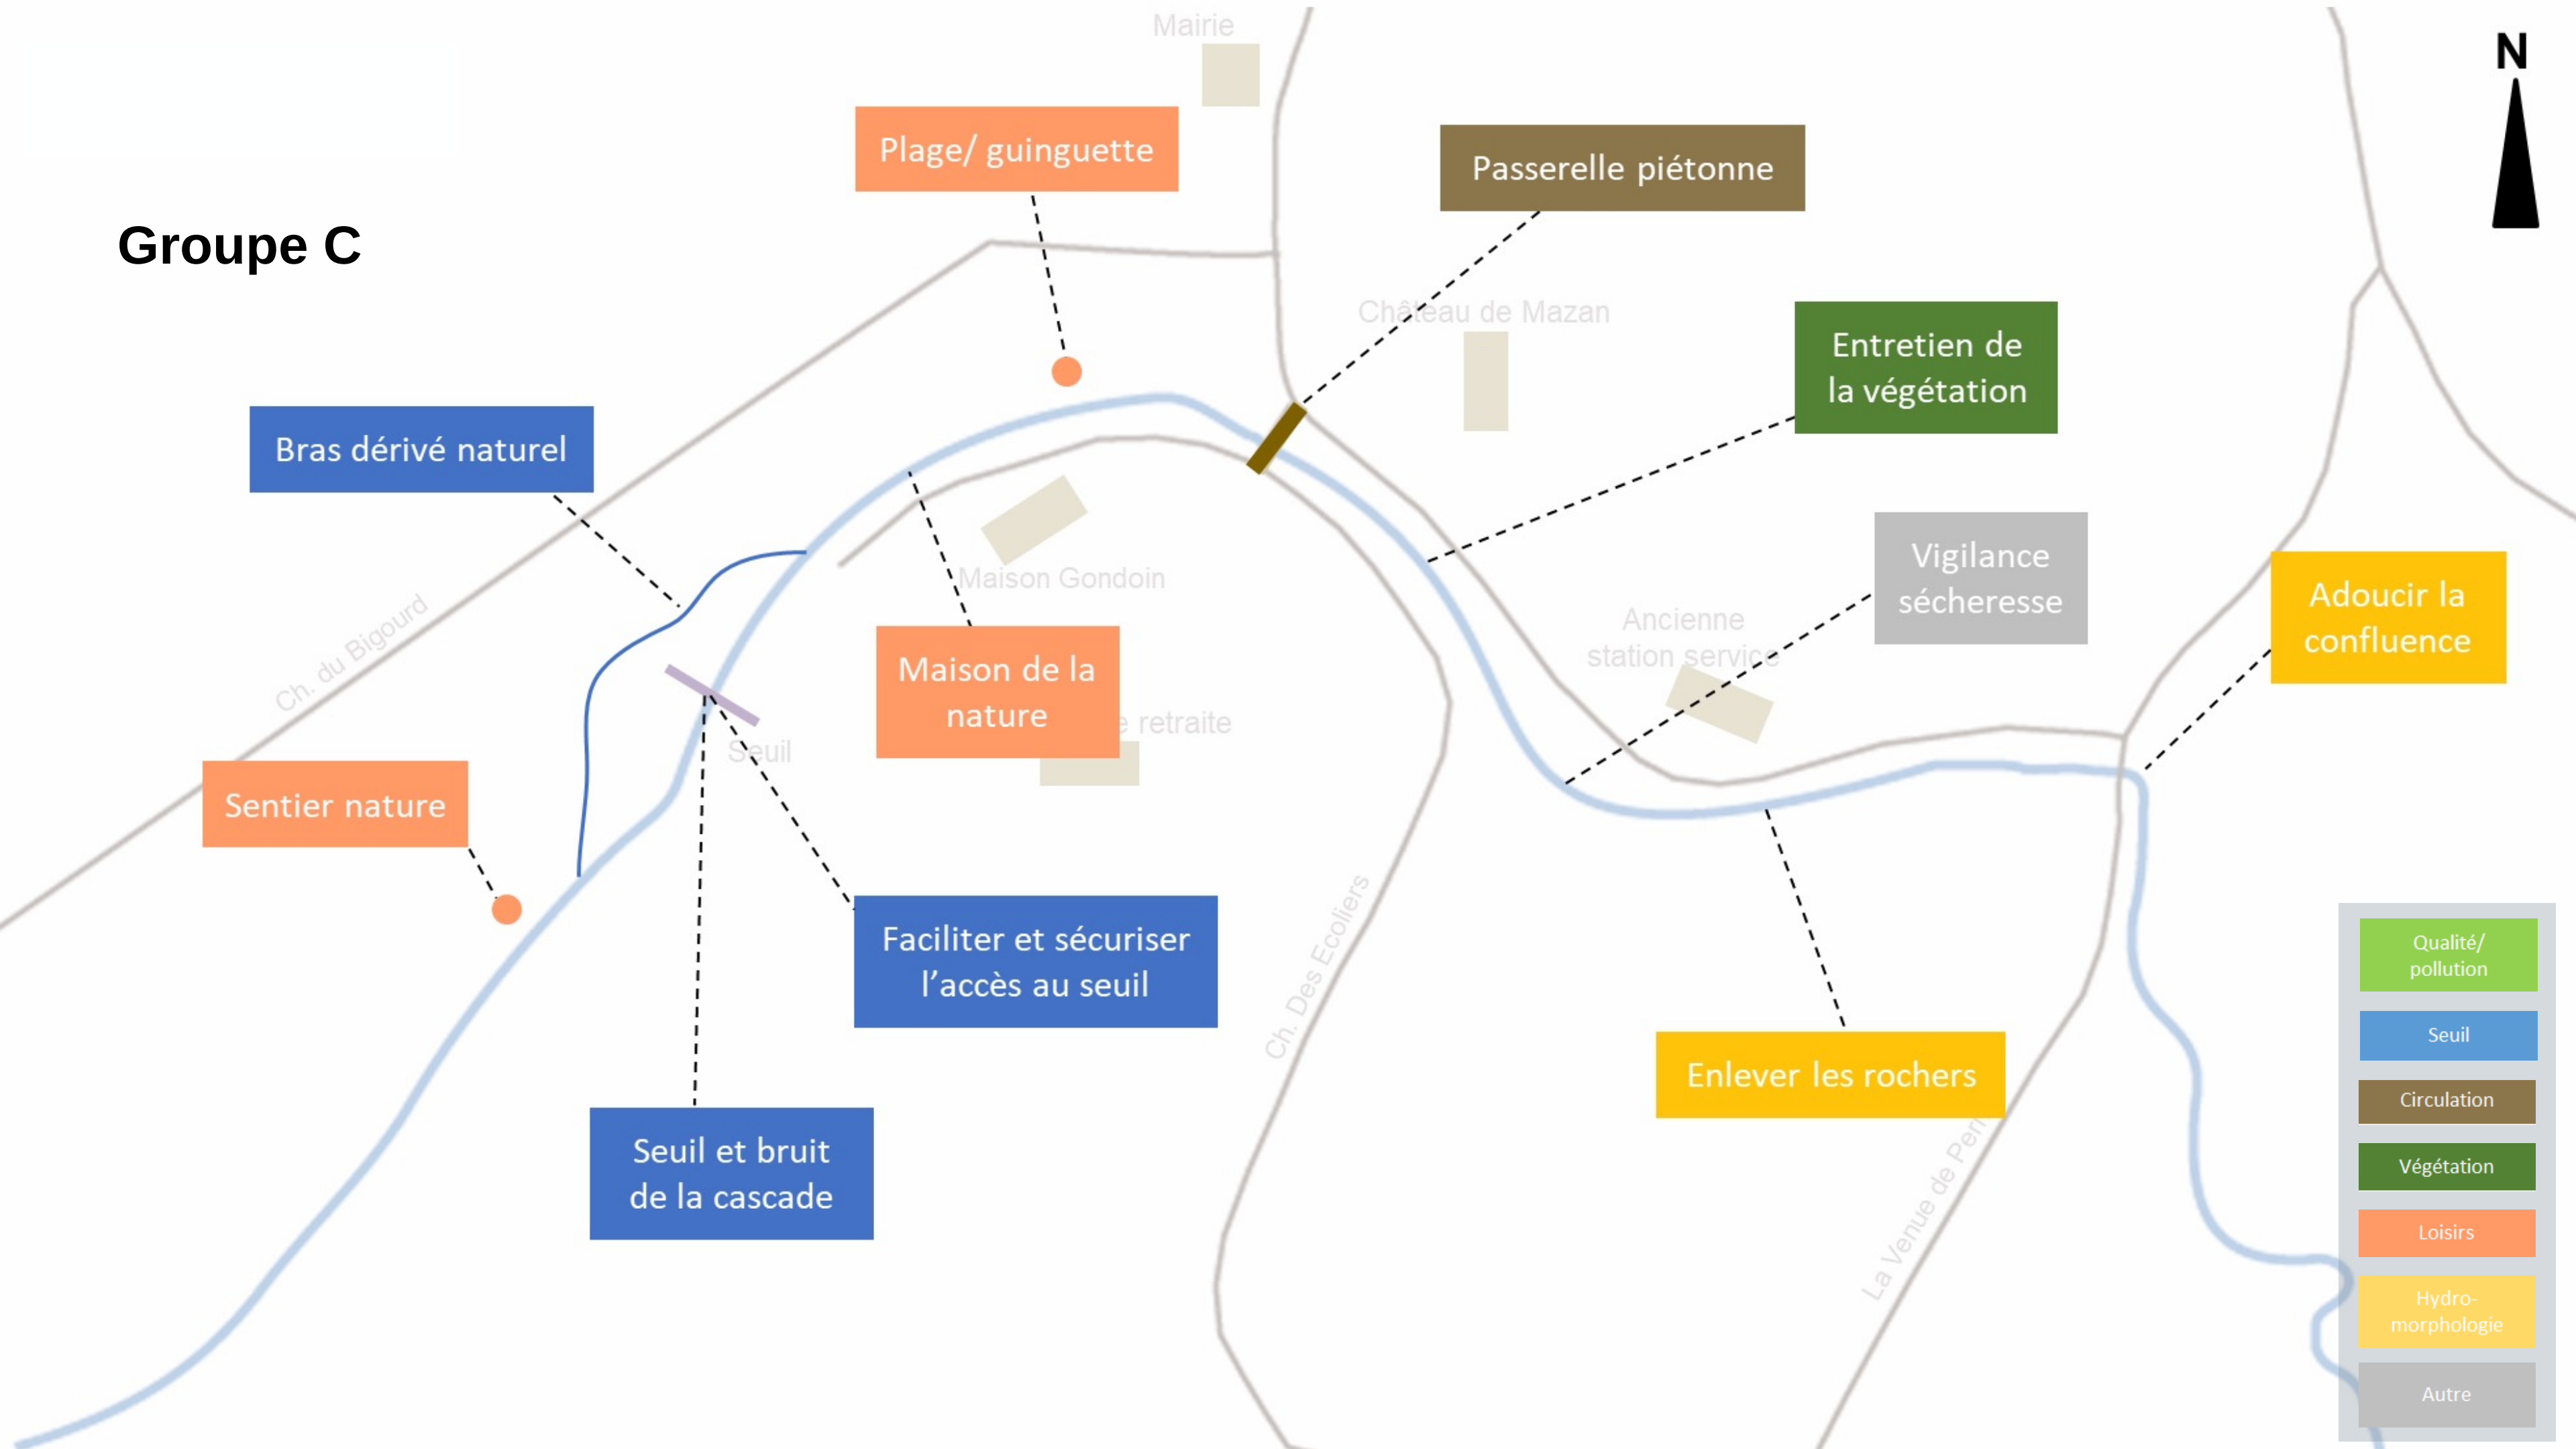 Mairie
N
Plage/ guinguette
Passerelle piétonne
Groupe C
Château de Mazan
Entretien de
la végétation
Bras dérivé naturel
Vigilance
sécheresse
Adoucir la
confluence
Maison Gondoin
Ancienne
station service
Ch. du Bigourd
Maison de la
nature
retraite
Seuil
Sentier nature
Faciliter et sécuriser
l'accès au seuil
Ch. Des Ecoliers
Qualité/
pollution
Seuil
Enlever les rochers
Circulation
Seuil et bruit
de la cascade
Végétation
La Venue de Peri
Loisirs
Hydro-
morphologie
Autre